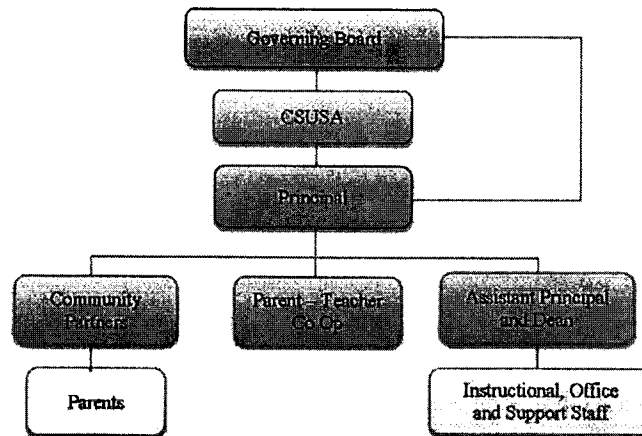 Governing Board
CSUSA
Principal
Community
Partners
Parent – Teacher
Co Op
Assistant Principal
and Dean
Parents
Instructional, Office
and Support Staff